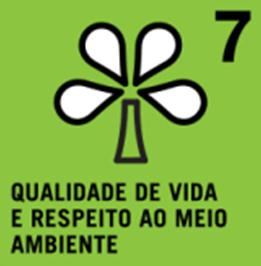 7
QUALIDADE DE VIDA
E RESPEITO AO MEIO
AMBIENTE